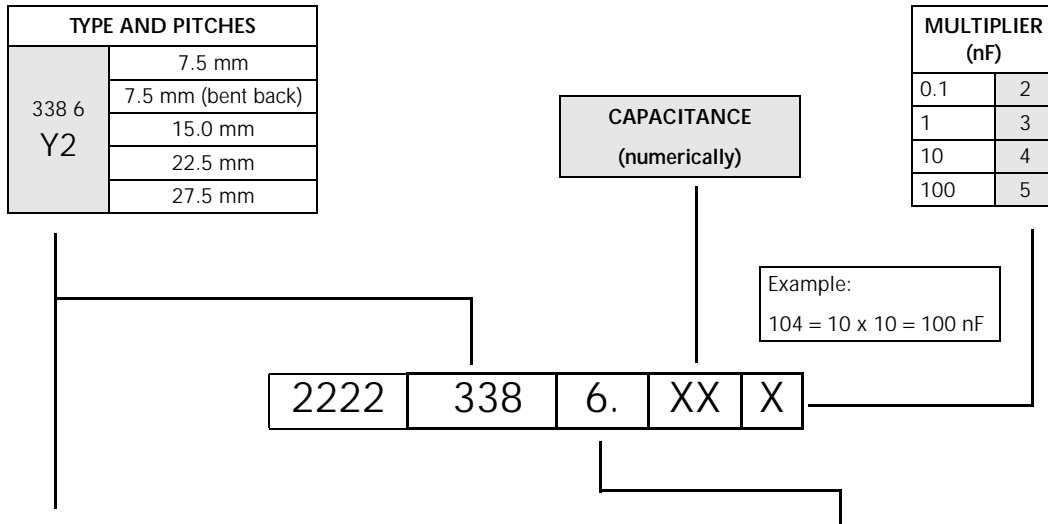 TYPE AND PITCHES
338 6
Y2
7.5 mm
7.5 mm (bent back)
15.0 mm
22.5 mm
27.5 mm
CAPACITANCE
(numerically)
MULTIPLIER
(nF)
0.1 2
1 3
10 4
100 5
Example:
104 = 10 x 10 = 100 nF
2222 338 6. XX X